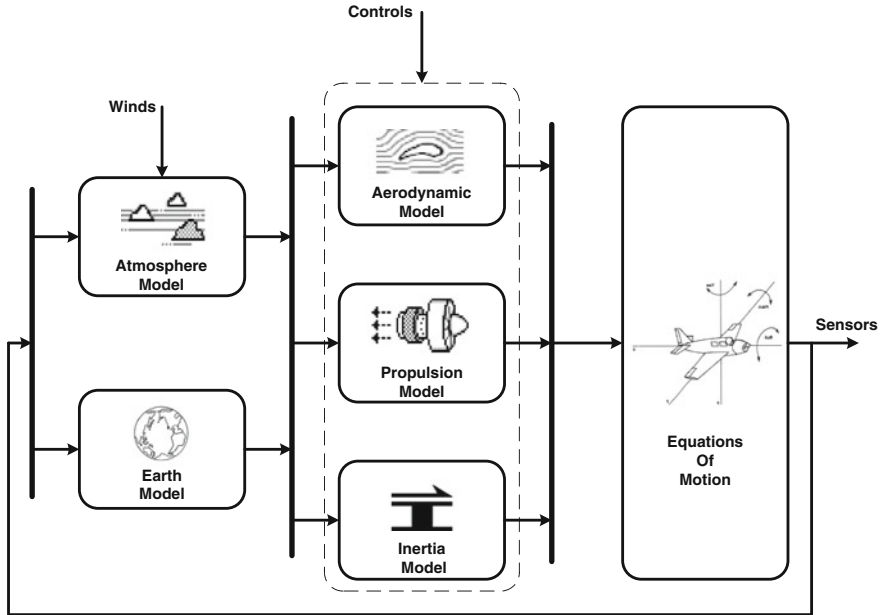 Controls
Winds
Atmosphere
Model
Earth
Model
Aerodynamic
Model
Propulsion
Model
Inertia
Model
Equations
Of
Motion
Sensors